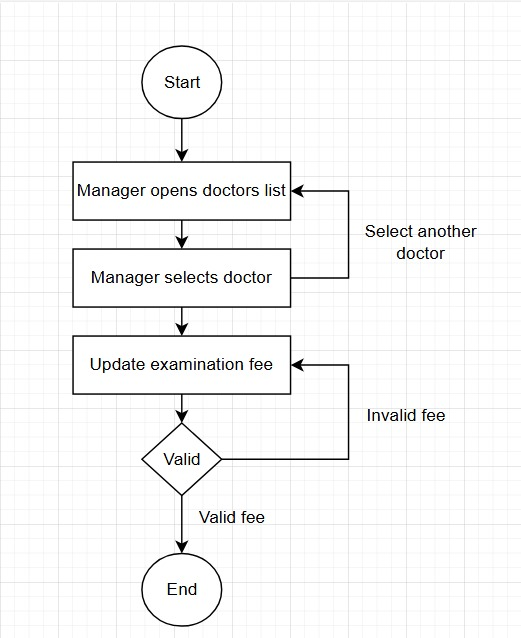 Start
Manager opens doctors list
Select another
doctor
Manager selects doctor
Update examination fee
Invalid fee
Valid
Valid fee
End